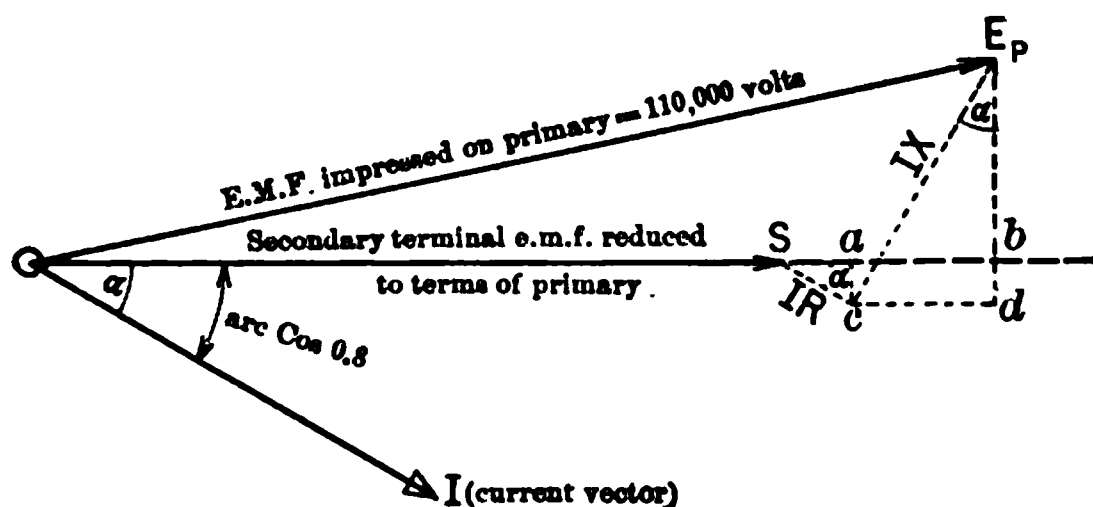 E_P
E.M.F. impressed on primary = 110,000 volts
α
IX
Secondary terminal e.m.f. reduced
S a b
to terms of primary.
α
α
IR c d
arc Cos 0.8
I (current vector)
O